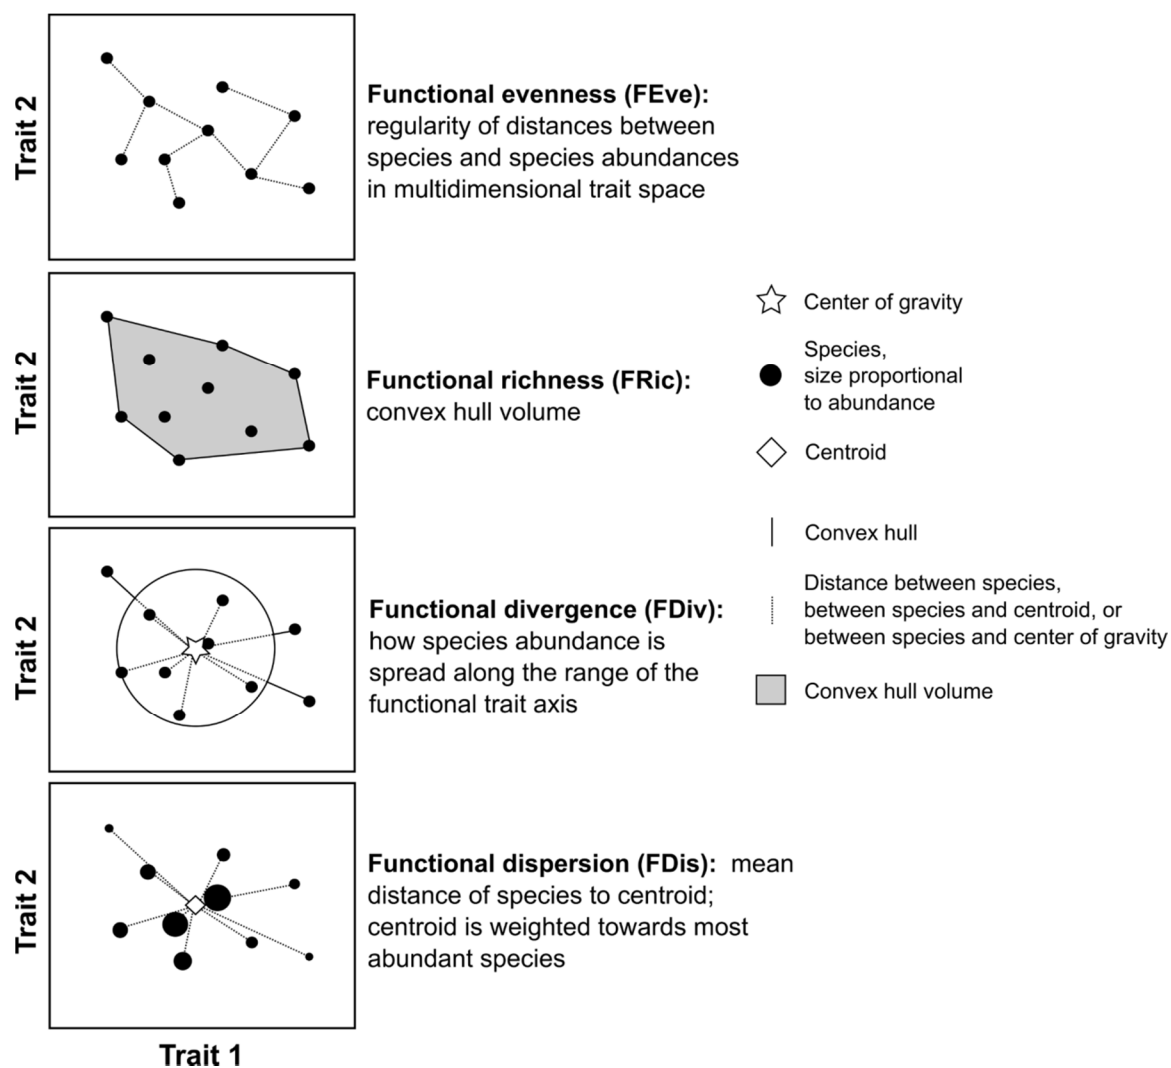 Trait 2
Functional evenness (FEve):
regularity of distances between
species and species abundances
in multidimensional trait space
Trait 2
Functional richness (FRic):
convex hull volume
Trait 2
Functional divergence (FDiv):
how species abundance is
spread along the range of the
functional trait axis
Trait 2
Functional dispersion (FDis): mean
distance of species to centroid;
centroid is weighted towards most
abundant species
Trait 1
Center of gravity
Species,
size proportional
to abundance
Centroid
Convex hull
Distance between species,
between species and centroid, or
between species and center of gravity
Convex hull volume